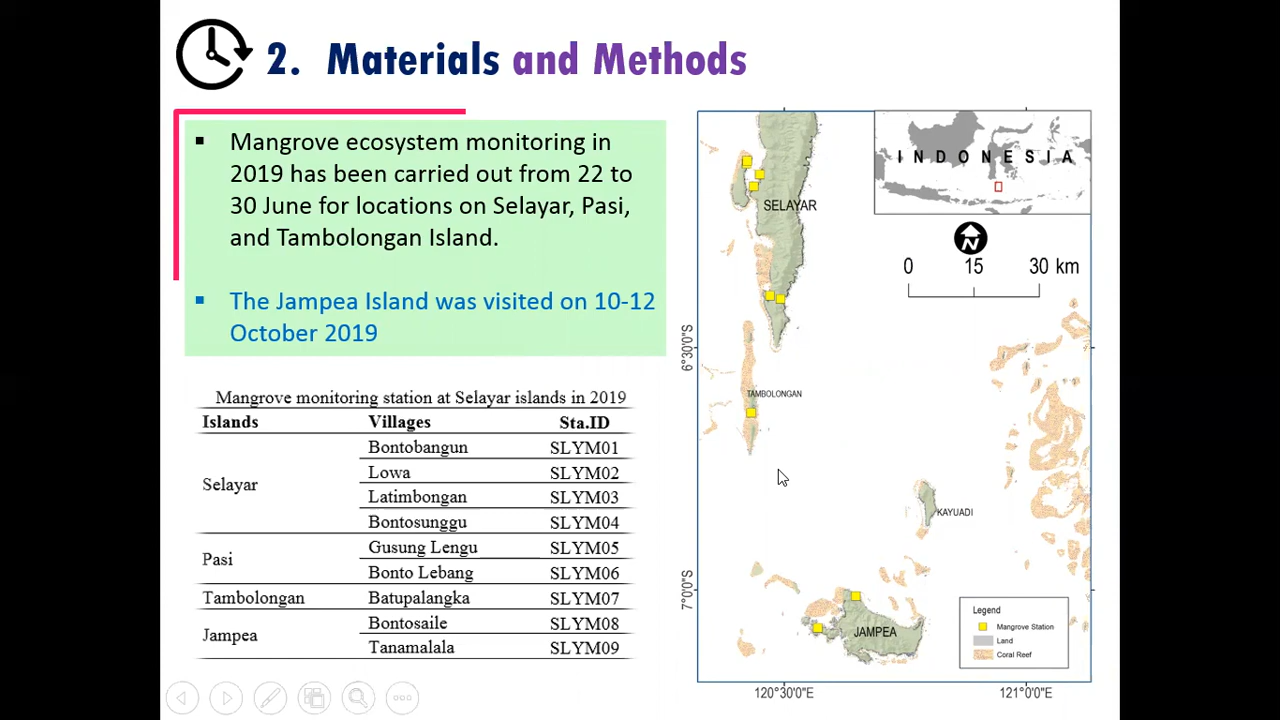 2. Materials and Methods
▪ Mangrove ecosystem monitoring in
2019 has been carried out from 22 to
30 June for locations on Selayar, Pasi,
and Tambolongan Island.
▪ The Jampea Island was visited on 10-12
October 2019
Mangrove monitoring station at Selayar islands in 2019
Islands Villages Sta.ID
Selayar Bontobangun SLYM01
Lowa SLYM02
Latimbongan SLYM03
Bontosunggu SLYM04
Pasi Gusung Lengu SLYM05
Bonto Lebang SLYM06
Tambolongan Batupalangka SLYM07
Jampea Bontosaile SLYM08
Tanamalala SLYM09
INDONESIA
SELAYAR
N
0 15 30 km
6°30'0"S
TAMBOLONGAN
KAYUADI
7°0'0"S
JAMPEA
Legend
Mangrove Station
Land
Coral Reef
120°30'0"E 121°0'0"E